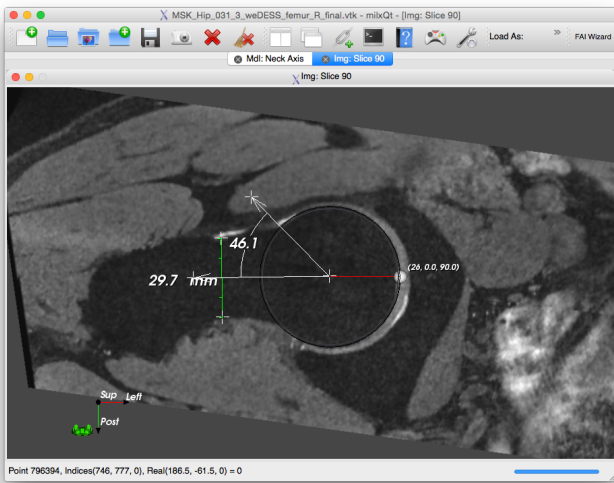 MSK_Hip_031_3_weDESS_femur_R_final.vtk - milxQt - [Img: Slice 90]
Load As:
»
FAI Wizard
Mdl: Neck Axis
Img: Slice 90
Img: Slice 90
46.1
29.7 mm
(26, 0.0, 90.0)
Sup
Left
Post
Point 796394, Indices(746, 777, 0), Real(186.5, -61.5, 0) = 0